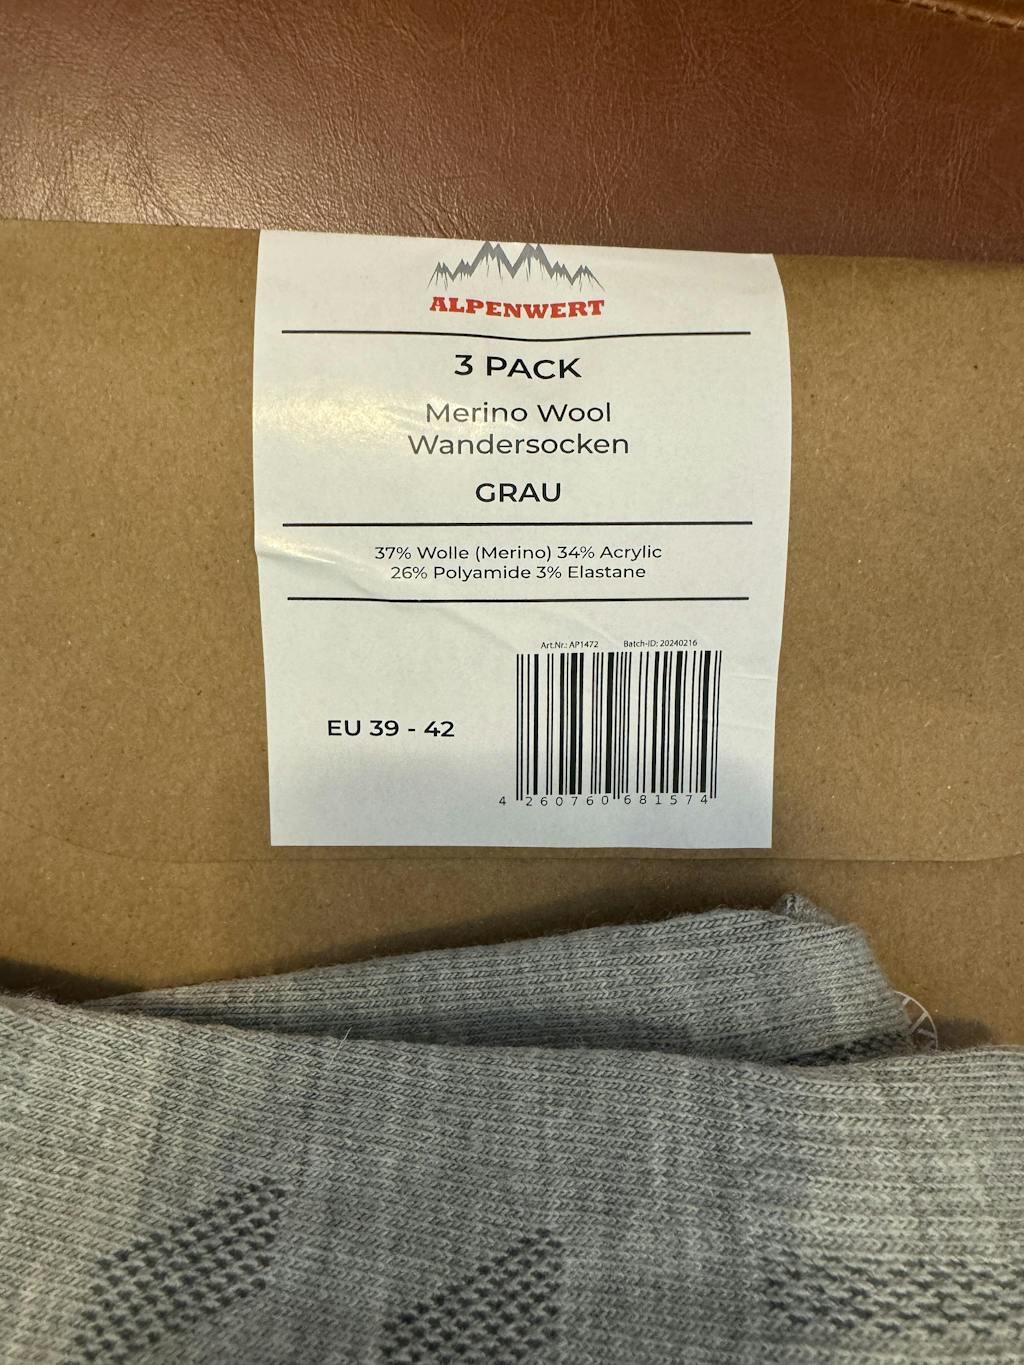 ALPENWERT
3 PACK
Merino Wool
Wandersocken
GRAU
37% Wolle (Merino) 34% Acrylic
26% Polyamide 3% Elastane
Art.Nr.: AP1472 Batch-ID: 20240216
EU 39 - 42
4 260760 681574